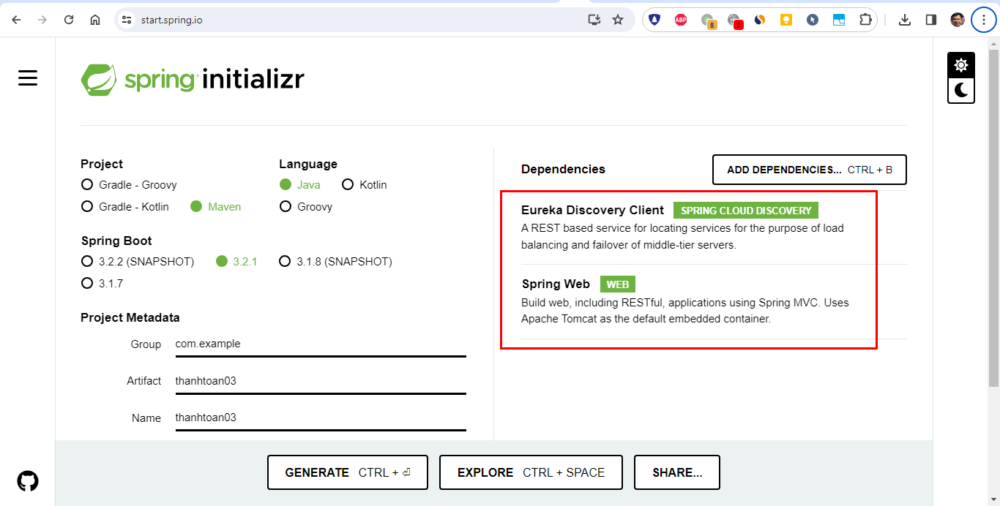 start.spring.io
ABP
8
spring initializr
Project
Gradle - Groovy
Gradle - Kotlin
Maven
Language
Java
Kotlin
Groovy
Spring Boot
3.2.2 (SNAPSHOT)
3.2.1
3.1.8 (SNAPSHOT)
3.1.7
Project Metadata
Group com.example
Artifact thanhtoan03
Name thanhtoan03
Dependencies
ADD DEPENDENCIES... CTRL + B
Eureka Discovery Client SPRING CLOUD DISCOVERY
A REST based service for locating services for the purpose of load
balancing and failover of middle-tier servers.
Spring Web WEB
Build web, including RESTful, applications using Spring MVC. Uses
Apache Tomcat as the default embedded container.
GENERATE CTRL + ⏎
EXPLORE CTRL + SPACE
SHARE...